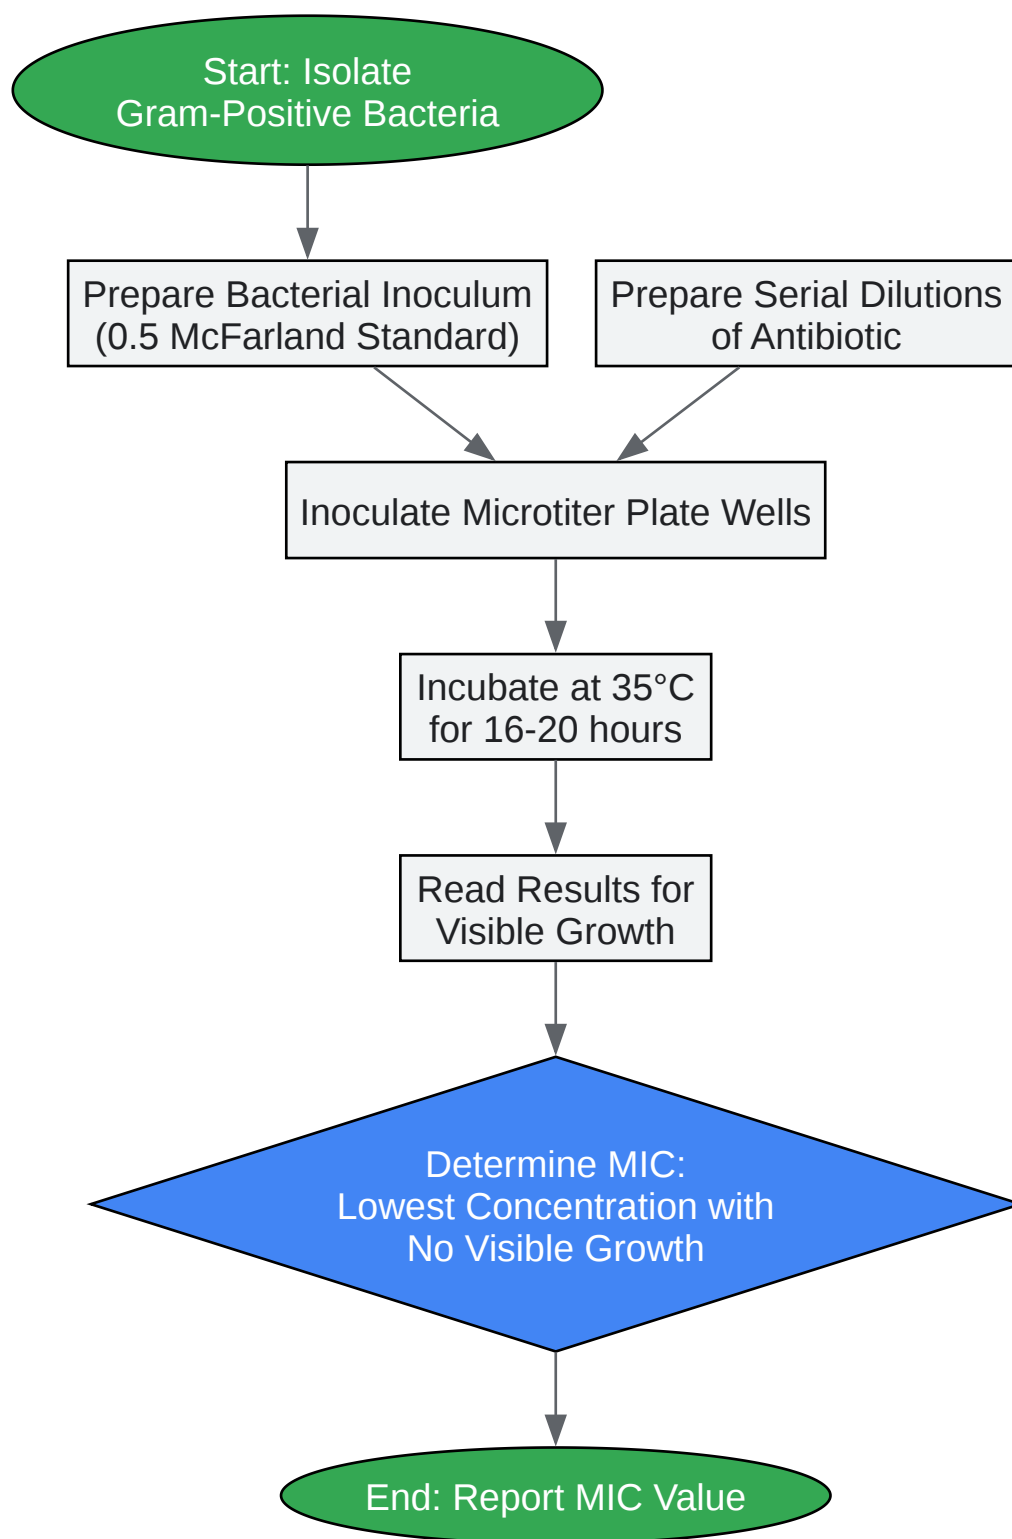 Start: Isolate
Gram-Positive Bacteria
Prepare Bacterial Inoculum
(0.5 McFarland Standard)
Prepare Serial Dilutions
of Antibiotic
Inoculate Microtiter Plate Wells
Incubate at 35°C
for 16-20 hours
Read Results for
Visible Growth
Determine MIC:
Lowest Concentration with
No Visible Growth
End: Report MIC Value